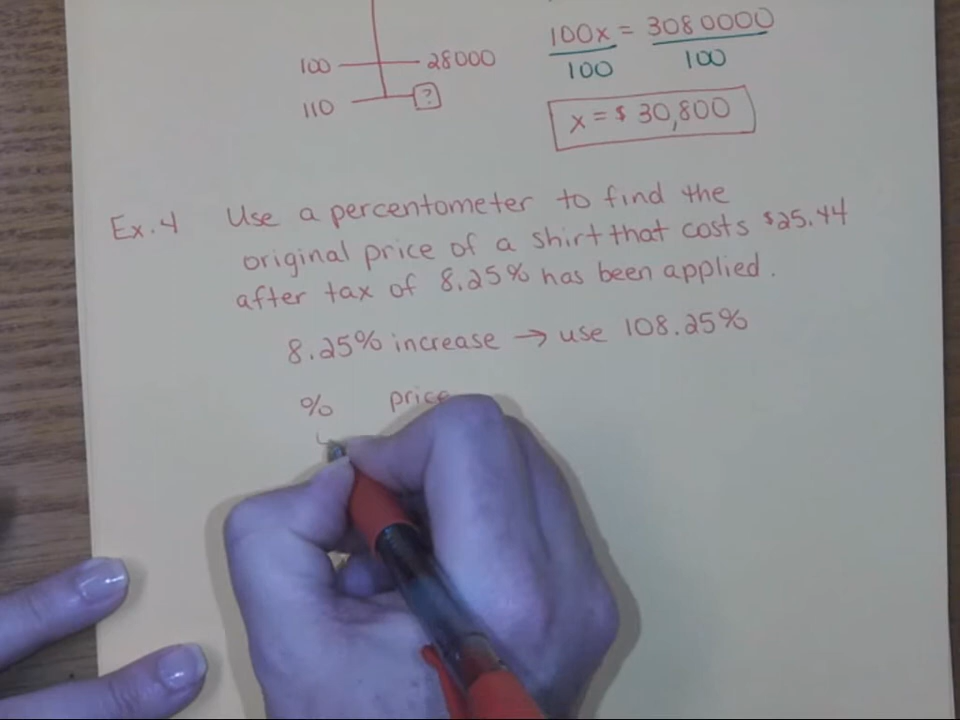 100 28000
110 ?
100x = 3080000
100 100
x = $ 30,800
Ex. 4 Use a percentometer to find the
original price of a shirt that costs $25.44
after tax of 8.25% has been applied.
8.25% increase → use 108.25%
% price